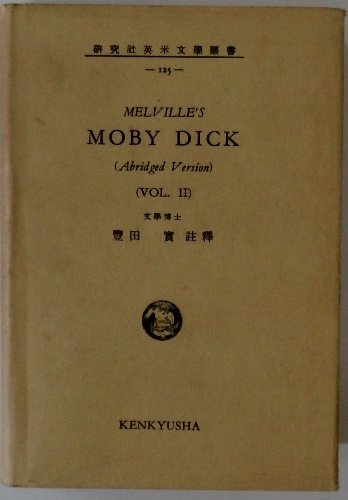 研究社英米文學叢書
— 125 —
MELVILLE'S
MOBY DICK
(Abridged Version)
(VOL. II)
文學博士
豐田 實 註釋
KENKYUSHA